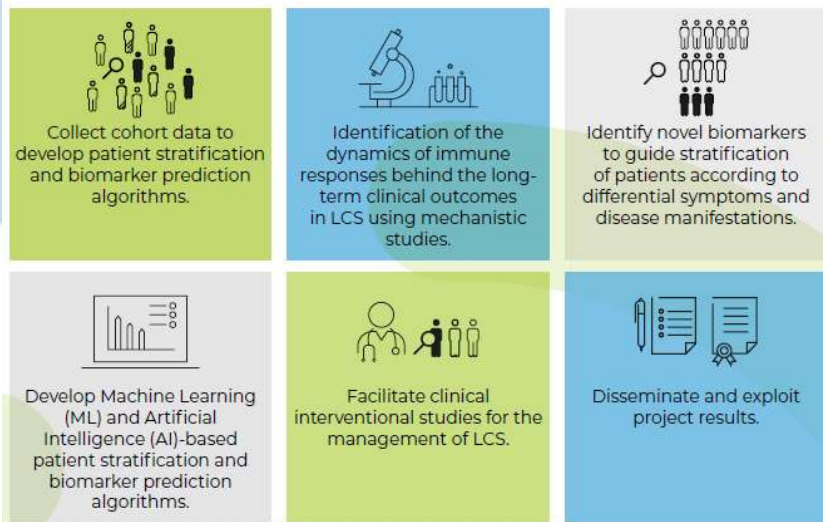 Collect cohort data to
develop patient stratification
and biomarker prediction
algorithms.
Identification of the
dynamics of immune
responses behind the long-
term clinical outcomes
in LCS using mechanistic
studies.
Identify novel biomarkers
to guide stratification
of patients according to
differential symptoms and
disease manifestations.
Develop Machine Learning
(ML) and Artificial
Intelligence (AI)-based
patient stratification and
biomarker prediction
algorithms.
Facilitate clinical
interventional studies for the
management of LCS.
Disseminate and exploit
project results.